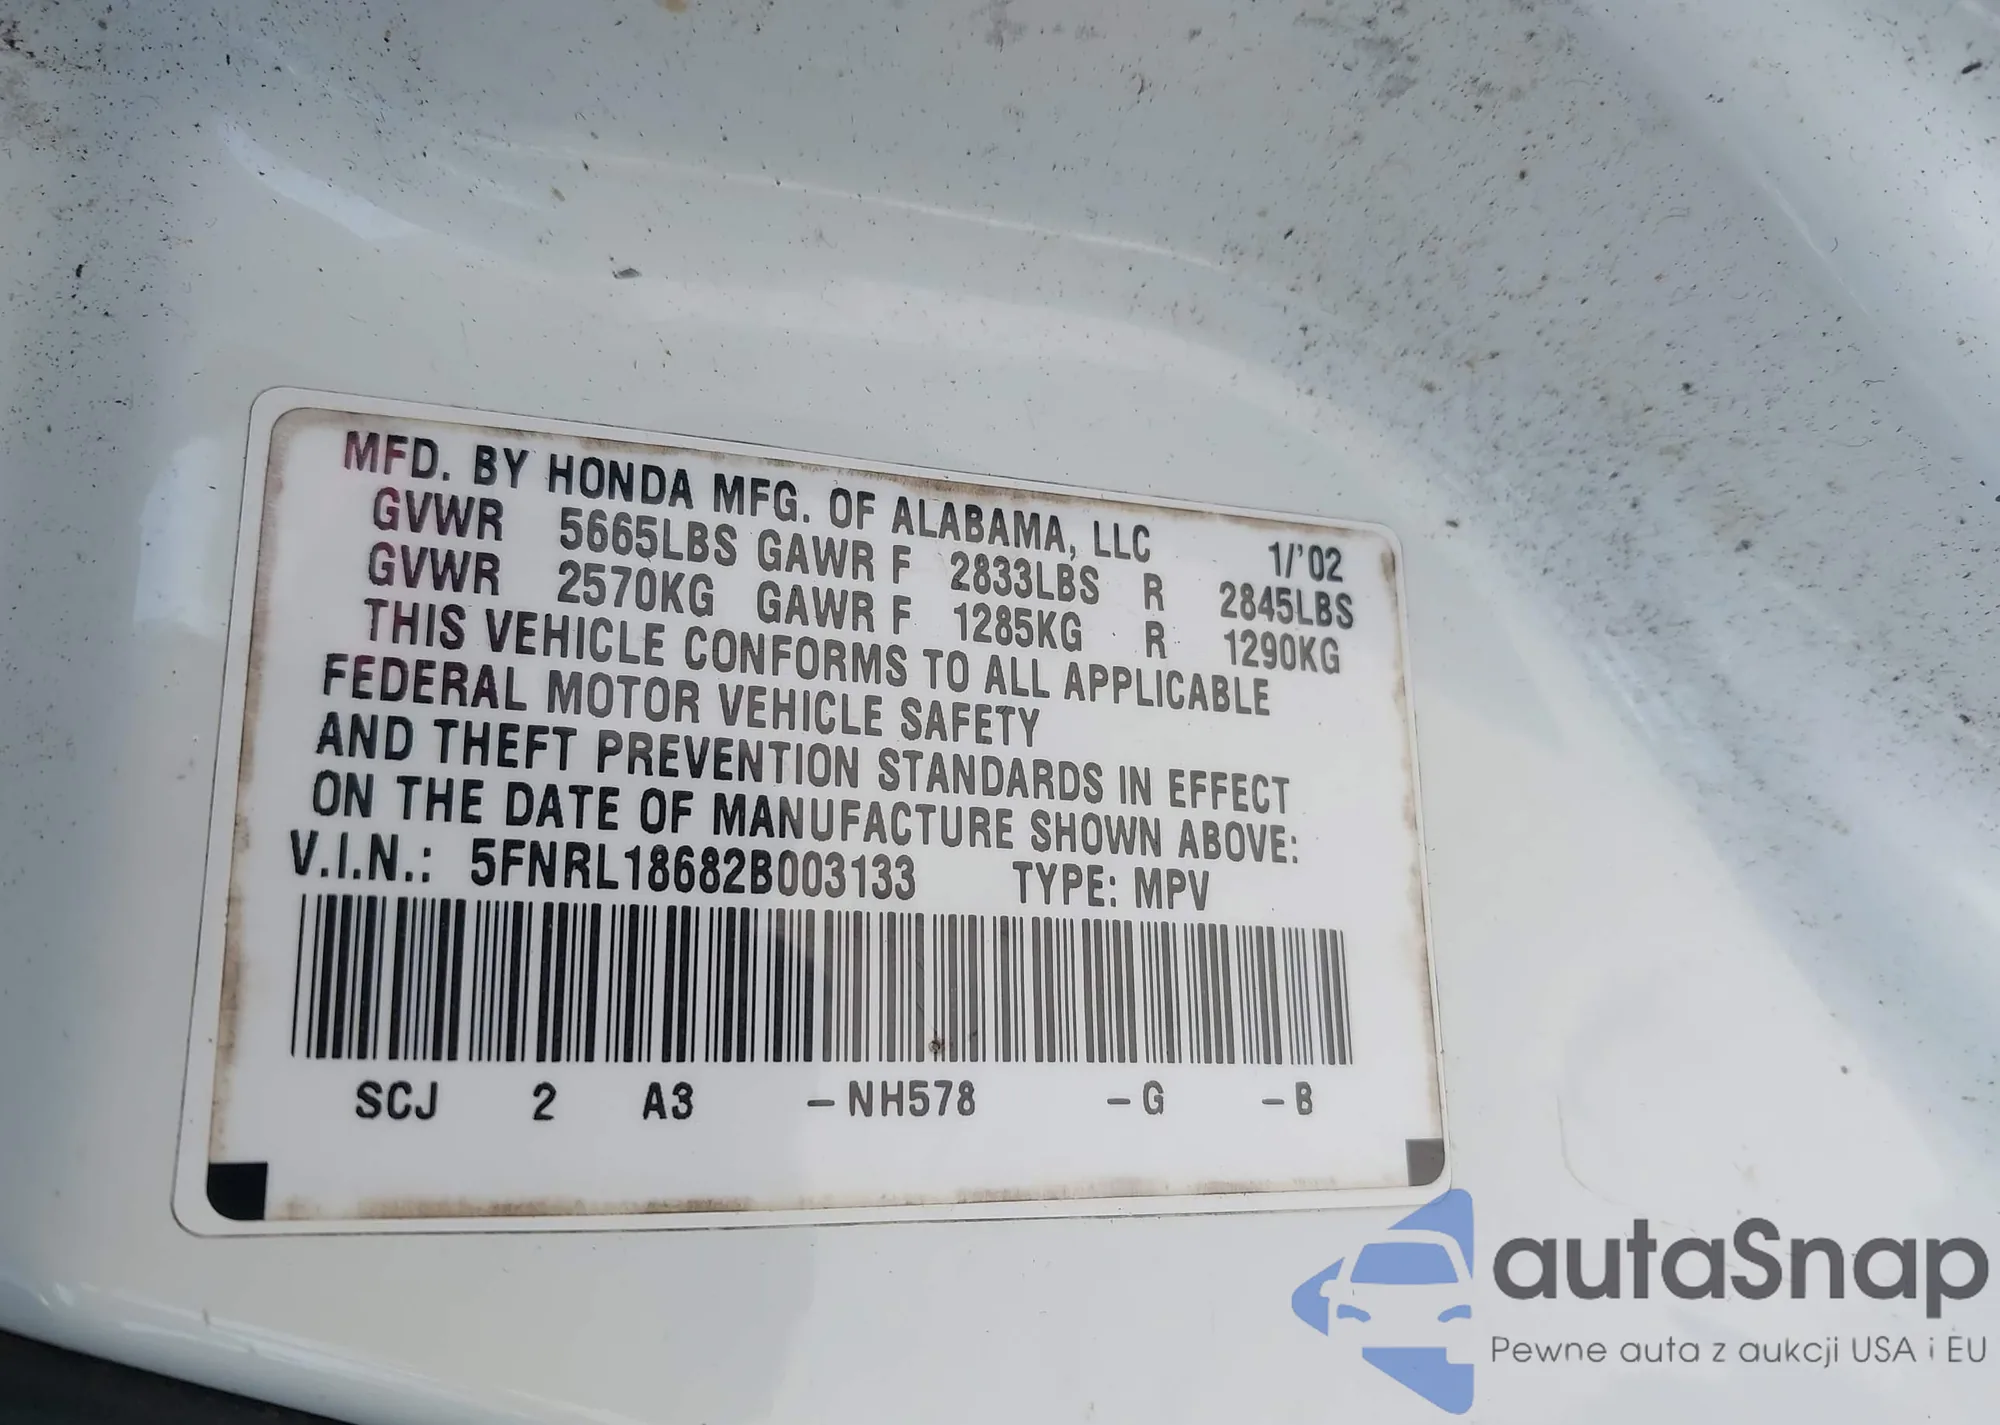 MFD. BY HONDA MFG. OF ALABAMA, LLC 1/'02
GVWR 5665LBS GAWR F 2833LBS R 2845LBS
GVWR 2570KG GAWR F 1285KG R 1290KG
THIS VEHICLE CONFORMS TO ALL APPLICABLE
FEDERAL MOTOR VEHICLE SAFETY
AND THEFT PREVENTION STANDARDS IN EFFECT
ON THE DATE OF MANUFACTURE SHOWN ABOVE:
V.I.N.: 5FNRL18682B003133 TYPE: MPV
SCJ 2 A3 –NH578 –G –B
autaSnap
Pewne auta z aukcji USA i EU